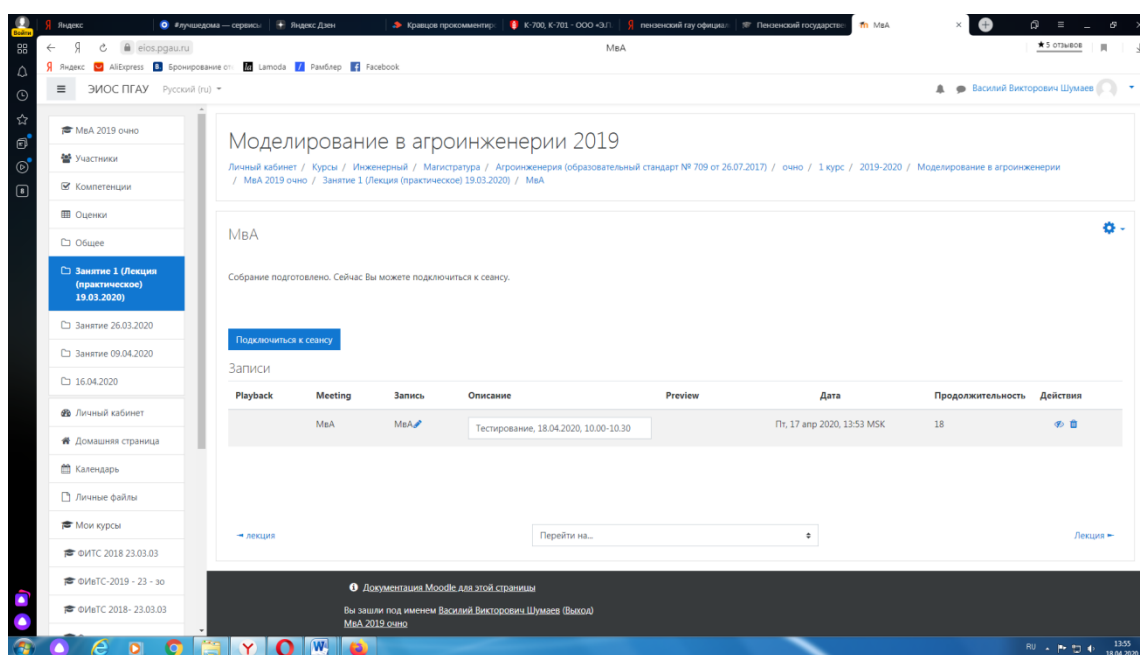 Войти
Яндекс
#лучшедома — сервисы
Яндекс Дзен
Кравцов прокомментир
К-700, К-701 - ООО «ЭЛ
пензенский гау официал
Пензенский государстве
МвА
eios.pgau.ru
МвА
★5 отзывов
Яндекс
AliExpress
Бронирование от
Lamoda
Рамблер
Facebook
ЭИОС ПГАУ
Русский (ru)
Василий Викторович Шумаев
МвА 2019 очно
Участники
Компетенции
Оценки
Общее
Занятие 1 (Лекция
(практическое)
19.03.2020)
Занятие 26.03.2020
Занятие 09.04.2020
16.04.2020
Личный кабинет
Домашняя страница
Календарь
Личные файлы
Мои курсы
ФИТС 2018 23.03.03
ФИвТС-2019 - 23 - зо
ФИвТС 2018- 23.03.03
Моделирование в агроинженерии 2019
Личный кабинет / Курсы / Инженерный / Магистратура / Агроинженерия (образовательный стандарт № 709 от 26.07.2017) / очно / 1 курс / 2019-2020 / Моделирование в агроинженерии
/ МвА 2019 очно / Занятие 1 (Лекция (практическое) 19.03.2020) / МвА
МвА
Собрание подготовлено. Сейчас Вы можете подключиться к сеансу.
Подключиться к сеансу
Записи
Playback Meeting Запись Описание Preview Дата Продолжительность Действия
МвА МвА Тестирование, 18.04.2020, 10.00-10.30 Пт, 17 апр 2020, 13:53 MSK 18
◄ лекция
Перейти на...
Лекция ►
Документация Moodle для этой страницы
Вы зашли под именем Василий Викторович Шумаев (Выход)
МвА 2019 очно
RU
13:55
18.04.2020